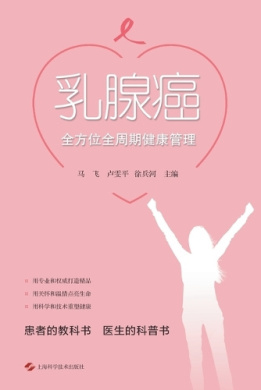 乳腺癌
全方位全周期健康管理
马 飞 卢雯平 徐兵河 主编
用专业和权威打造精品
用关怀和温情点亮生命
用科学和技术重塑健康
患者的教科书 医生的科普书
上海科学技术出版社